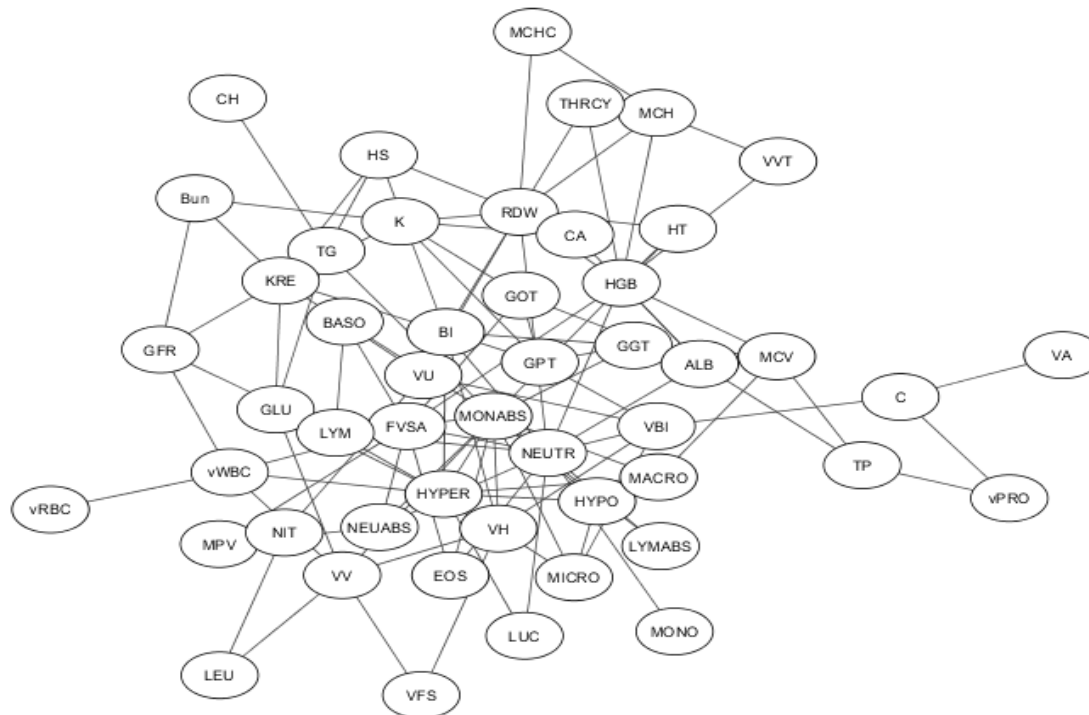 MCHC
CH
THRCY
MCH
HS
VVT
Bun
K
RDW
CA
HT
TG
KRE
HGB
GOT
BASO
BI
GFR
GPT
GGT
ALB
MCV
VA
VU
C
GLU
LYM
FVSA
MONABS
VBI
NEUTR
vWBC
TP
MACRO
HYPER
vRBC
HYPO
vPRO
MPV
NIT
NEUABS
VH
LYMABS
VV
EOS
MICRO
LUC
MONO
LEU
VFS